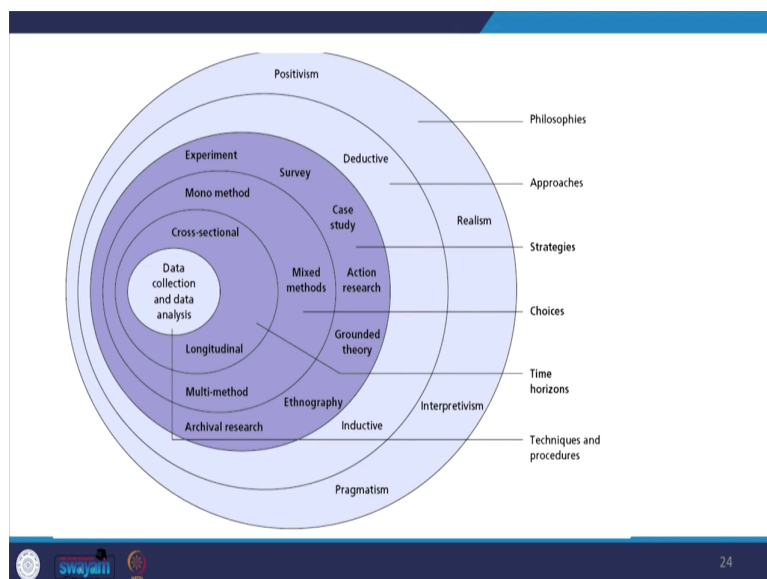 Positivism
Philosophies
Deductive
Approaches
Experiment
Survey
Mono method
Case
study
Realism
Cross-sectional
Strategies
Data
collection
and data
analysis
Mixed
methods
Action
research
Choices
Grounded
theory
Longitudinal
Time
horizons
Multi-method
Ethnography
Interpretivism
Archival research
Inductive
Techniques and
procedures
Pragmatism
swayam
24